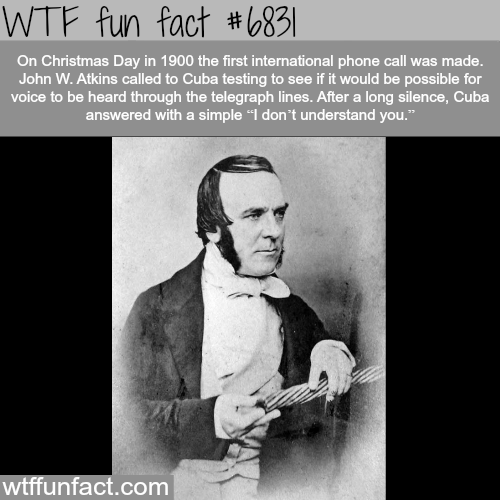 WTF fun fact #6831
On Christmas Day in 1900 the first international phone call was made.
John W. Atkins called to Cuba testing to see if it would be possible for
voice to be heard through the telegraph lines. After a long silence, Cuba
answered with a simple “I don’t understand you.”
wtffunfact.com